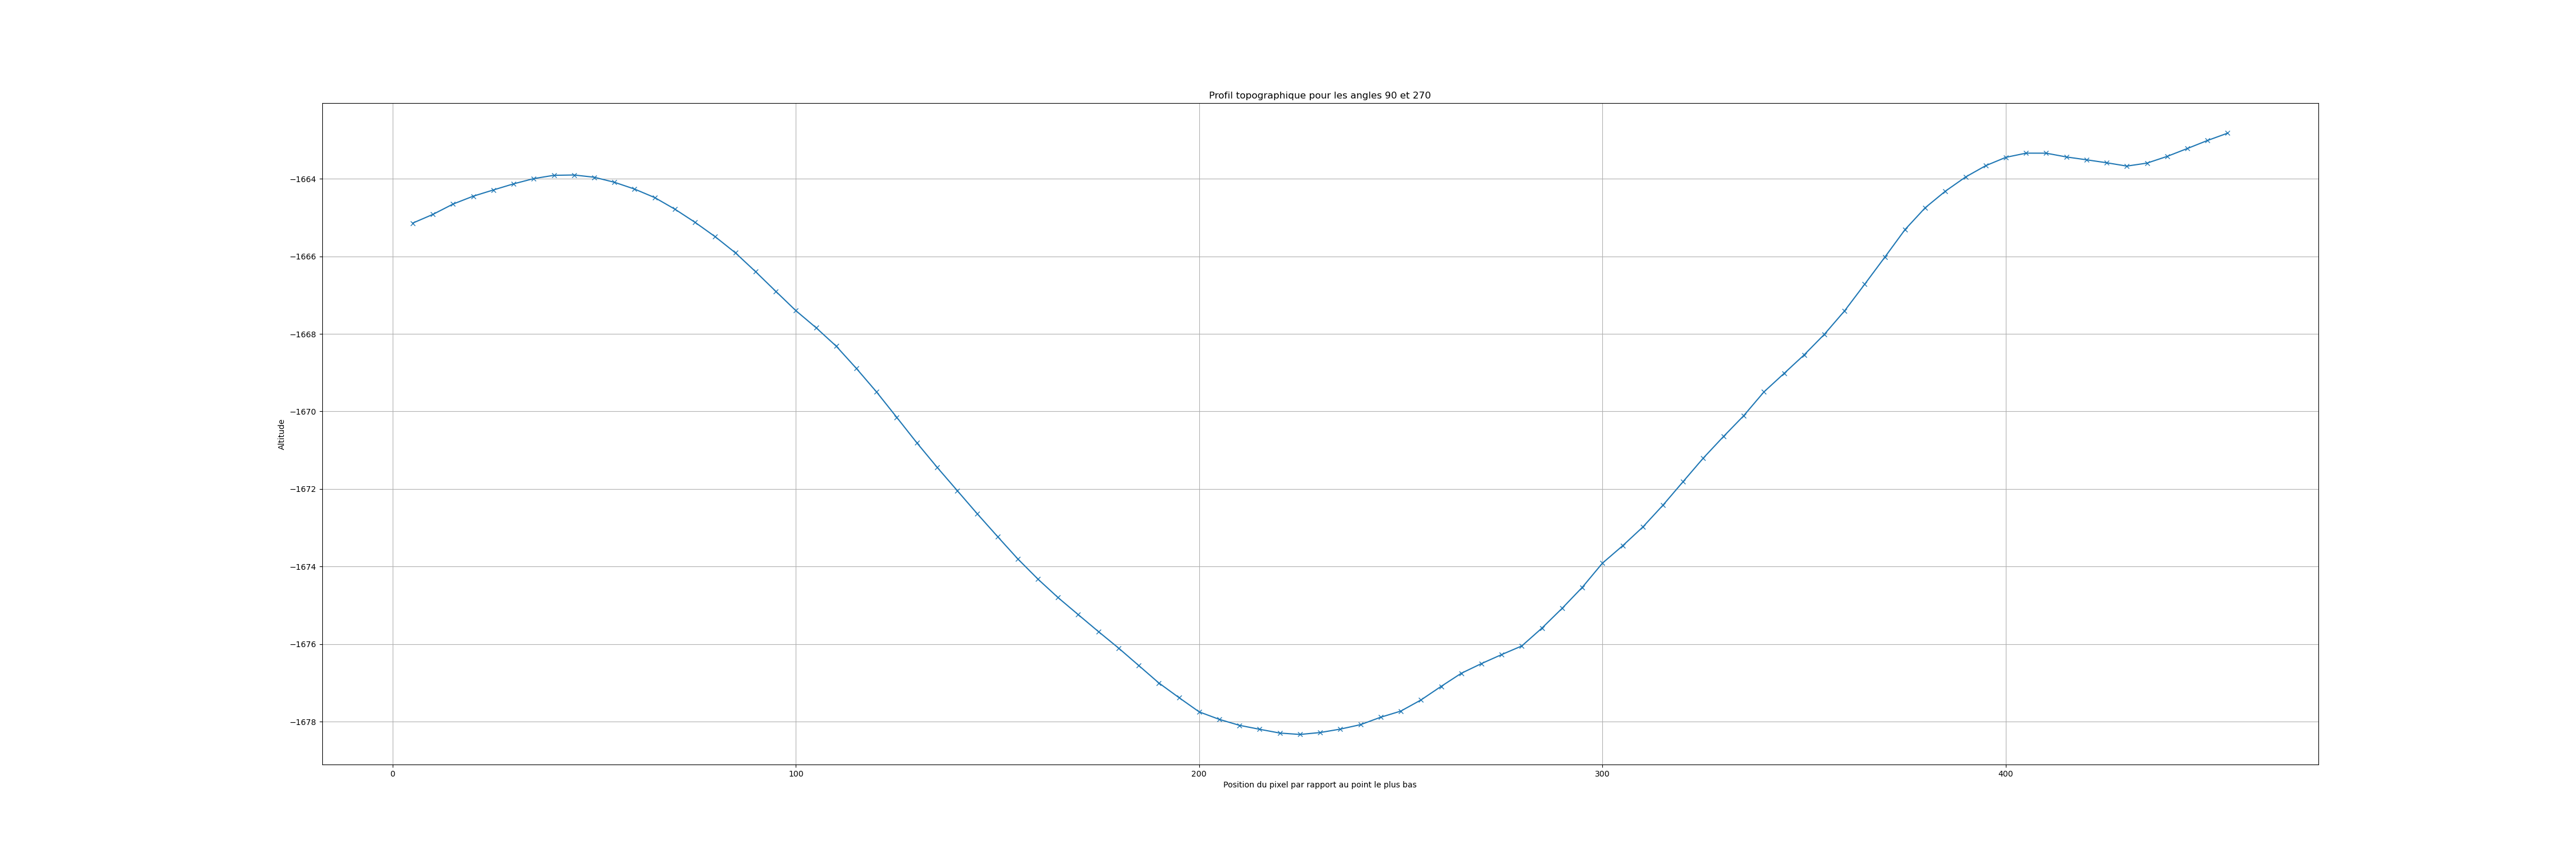 Profil topographique pour les angles 90 et 270
−1664
−1666
−1668
−1670
−1672
−1674
−1676
−1678
Altitude
0 100 200 300 400
Position du pixel par rapport au point le plus bas